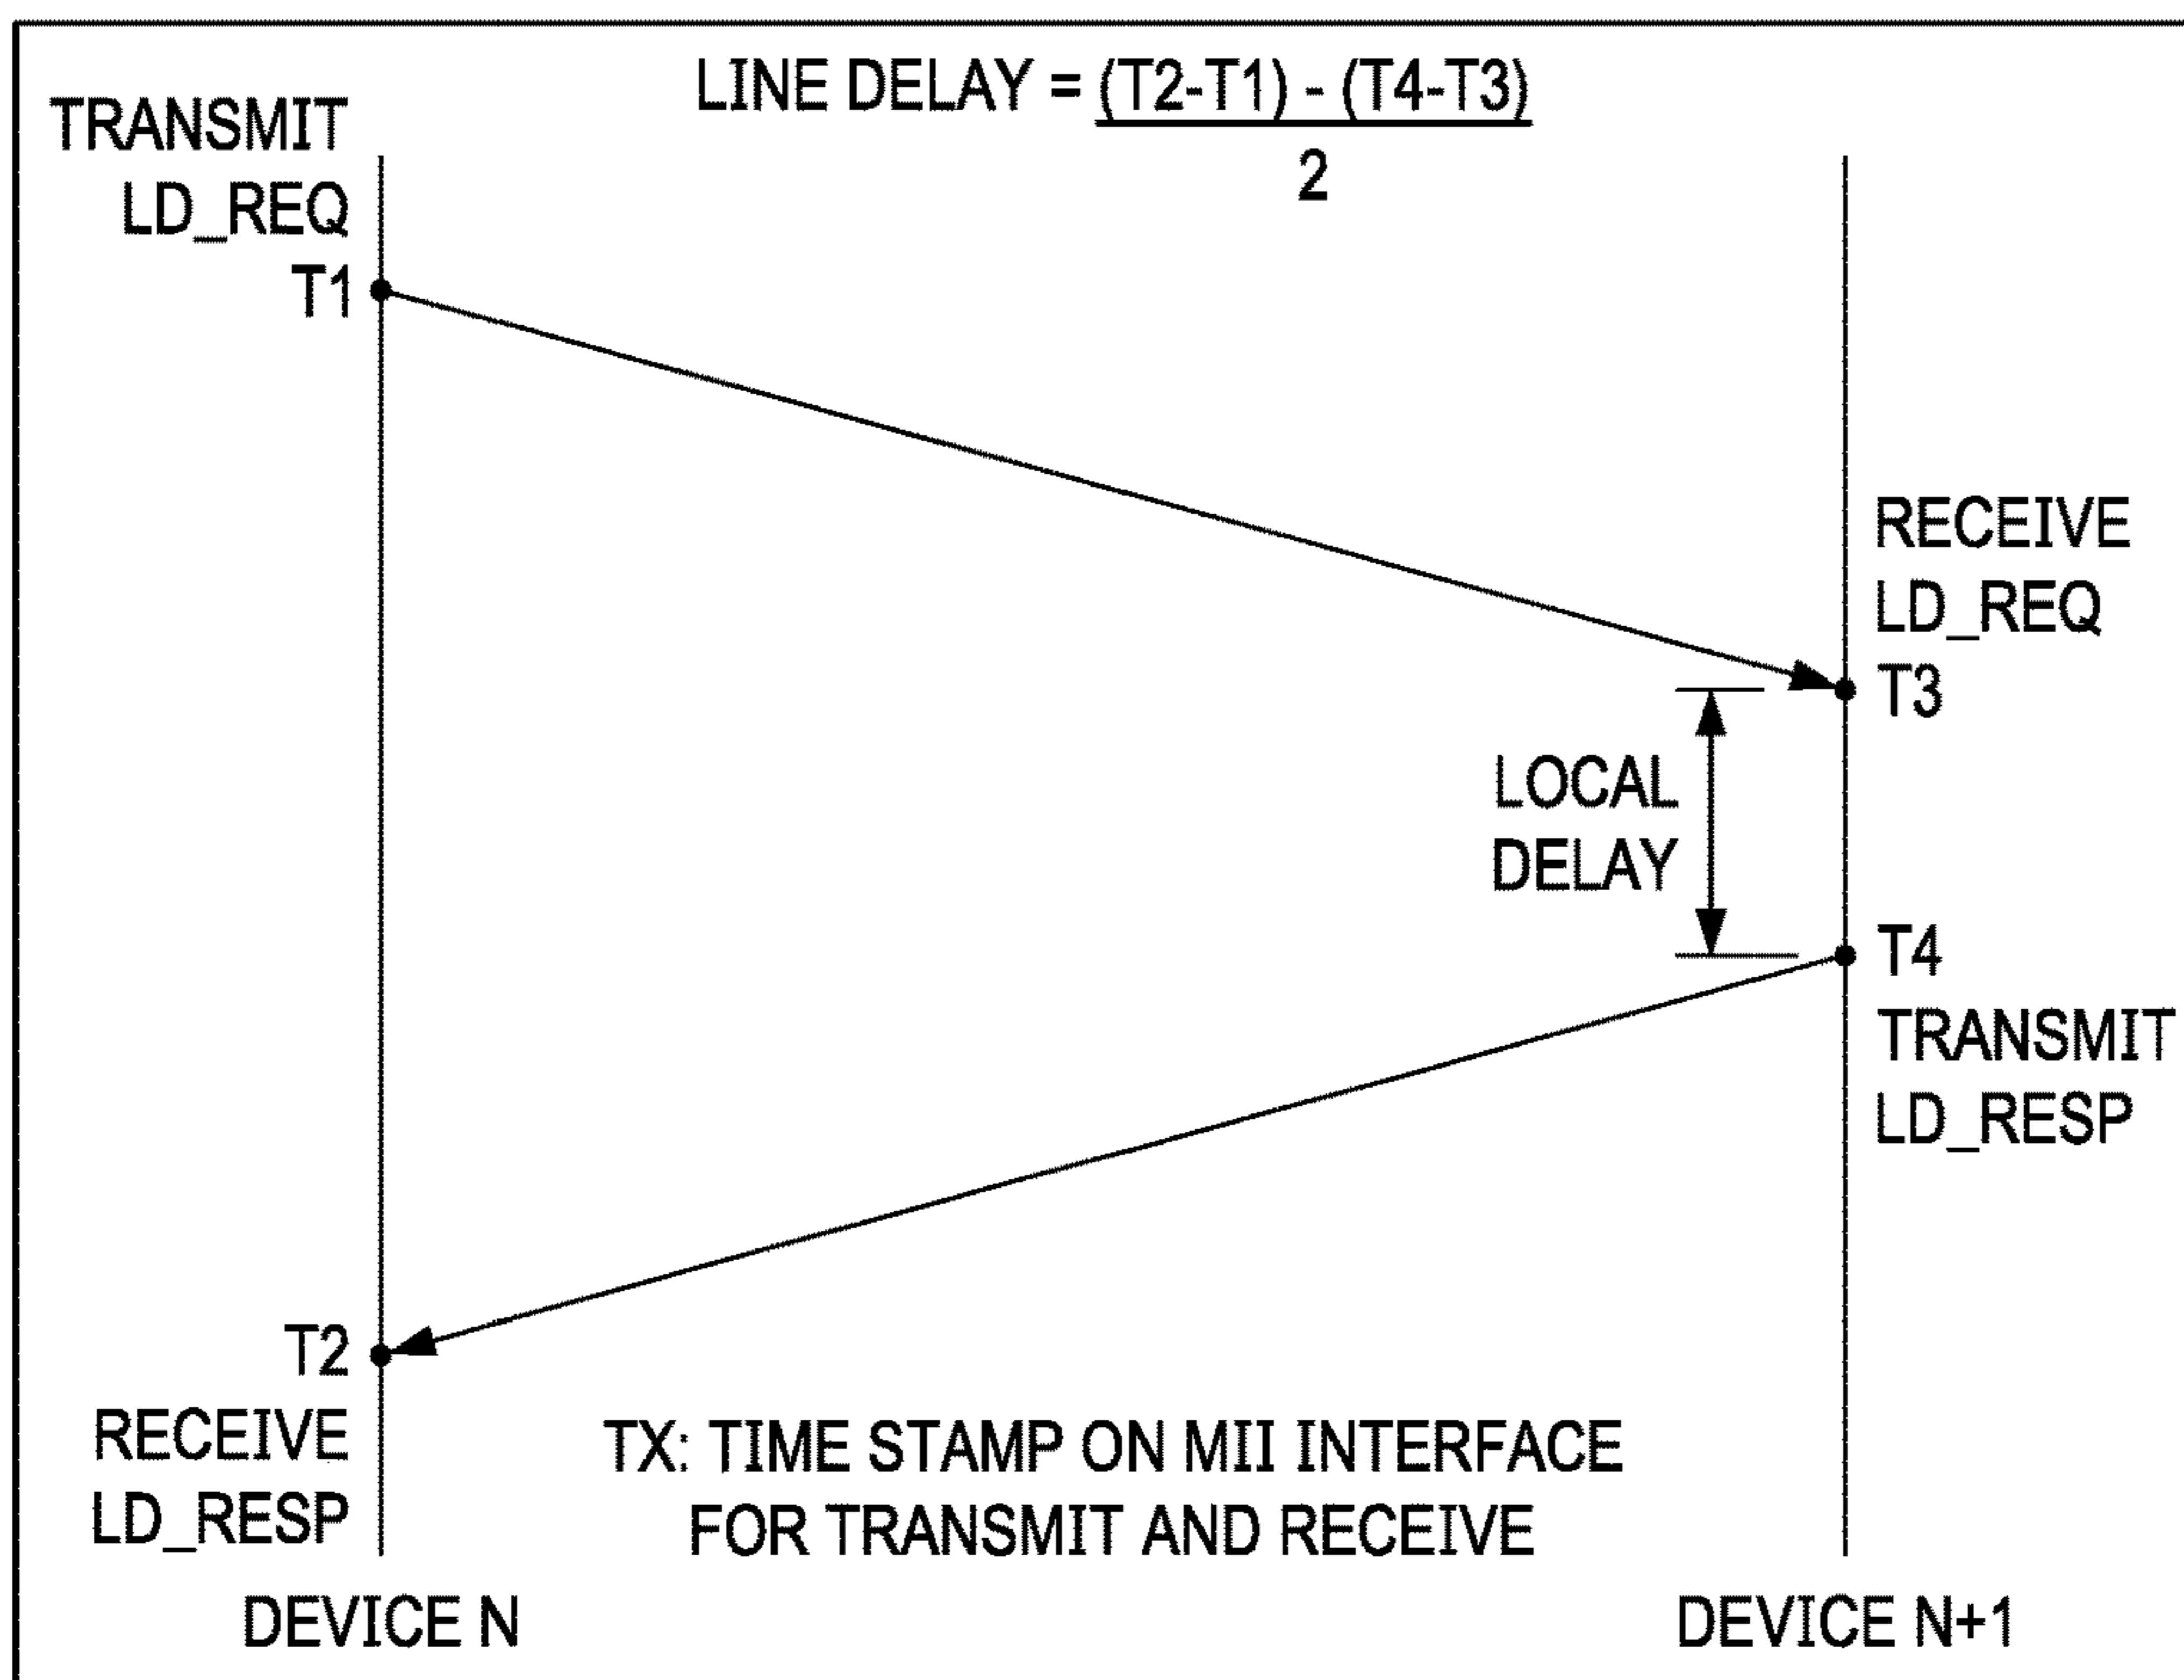 LINE DELAY = (T2-T1) - (T4-T3)
2
TRANSMIT
LD_REQ
T1
RECEIVE
LD_REQ
T3
LOCAL
DELAY
T4
TRANSMIT
LD_RESP
T2
RECEIVE
LD_RESP
TX: TIME STAMP ON MII INTERFACE
FOR TRANSMIT AND RECEIVE
DEVICE N
DEVICE N+1